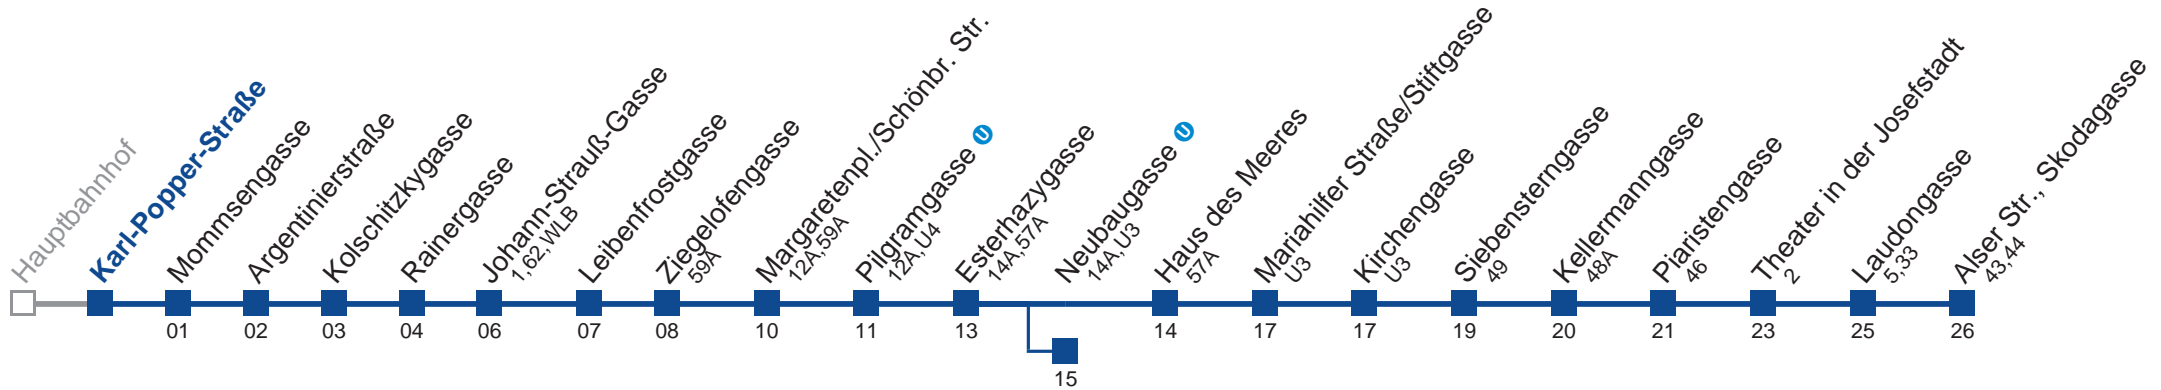 Hauptbahnhof
Karl-Popper-Straße
Mommsengasse
01
Argentinierstraße
02
Kolschitzkygasse
03
Rainergasse
04
Johann-Strauß-Gasse
1, 62, WLB
06
Leibenfrostgasse
07
Ziegelofengasse
59A
08
Margaretenpl./Schönbr. Str.
12A, 59A
10
Pilgramgasse U
12A, U4
11
Esterhazygasse
14A, 57A
13
Neubaugasse U
14A, U3
15
Haus des Meeres
57A
14
Mariahilfer Straße/Stiftgasse
U3
17
Kirchengasse
U3
17
Siebensterngasse
49
19
Kellermanngasse
48A
20
Piaristengasse
46
21
Theater in der Josefstadt
2
23
Laudongasse
5, 33
25
Alser Str., Skodagasse
43, 44
26